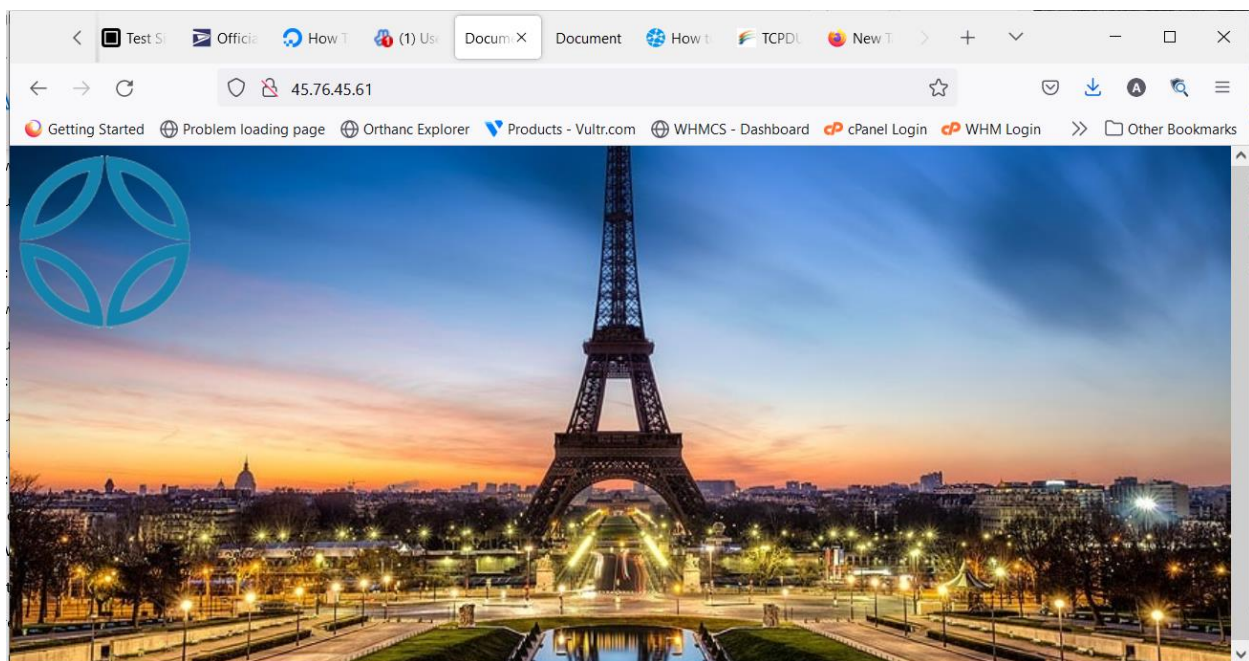 Test Officia How (1) Us Docum Document How TCPDU New
45.76.45.61
Getting Started Problem loading page Orthanc Explorer Products - Vultr.com WHMCS - Dashboard cPanel Login WHM Login Other Bookmarks